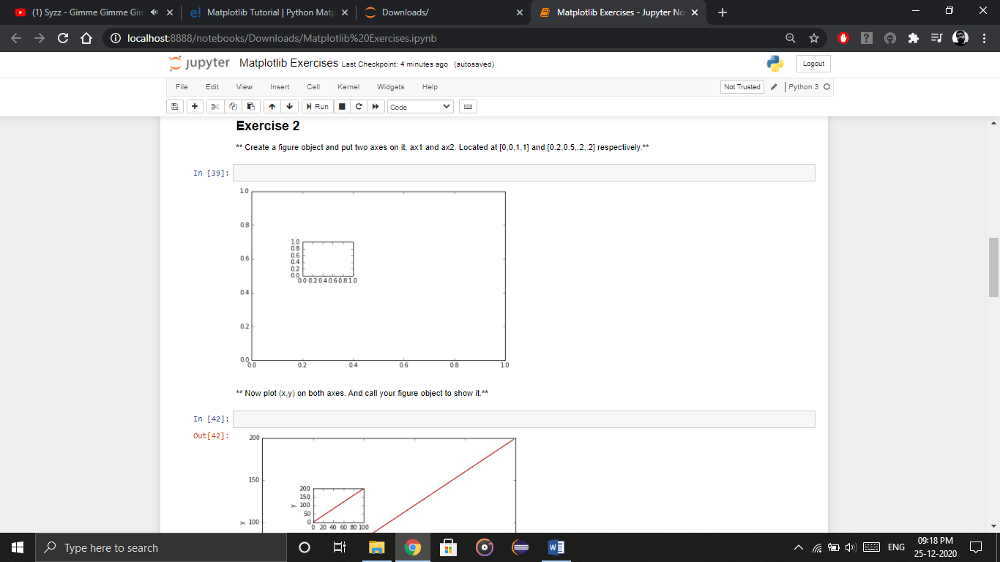 (1) Syzz - Gimme Gimme Gim
Matplotlib Tutorial | Python Matp
Downloads/
Matplotlib Exercises - Jupyter No
localhost:8888/notebooks/Downloads/Matplotlib%20Exercises.ipynb
jupyter Matplotlib Exercises Last Checkpoint: 4 minutes ago (autosaved)
Logout
File Edit View Insert Cell Kernel Widgets Help
Not Trusted
Python 3
Run
Code
Exercise 2
** Create a figure object and put two axes on it, ax1 and ax2. Located at [0,0,1,1] and [0.2,0.5,.2,.2] respectively.**
In [39]:
1.0
0.8
0.6
0.4
0.2
0.0
0.0 0.2 0.4 0.6 0.8 1.0
1.0
0.8
0.6
0.4
0.2
0.0
0.0 0.2 0.4 0.6 0.8 1.0
** Now plot (x,y) on both axes. And call your figure object to show it.**
In [42]:
Out[42]:
200
150
100
y
200
150
100
50
0
y
0 20 40 60 80 100
Type here to search
ENG
09:18 PM
25-12-2020